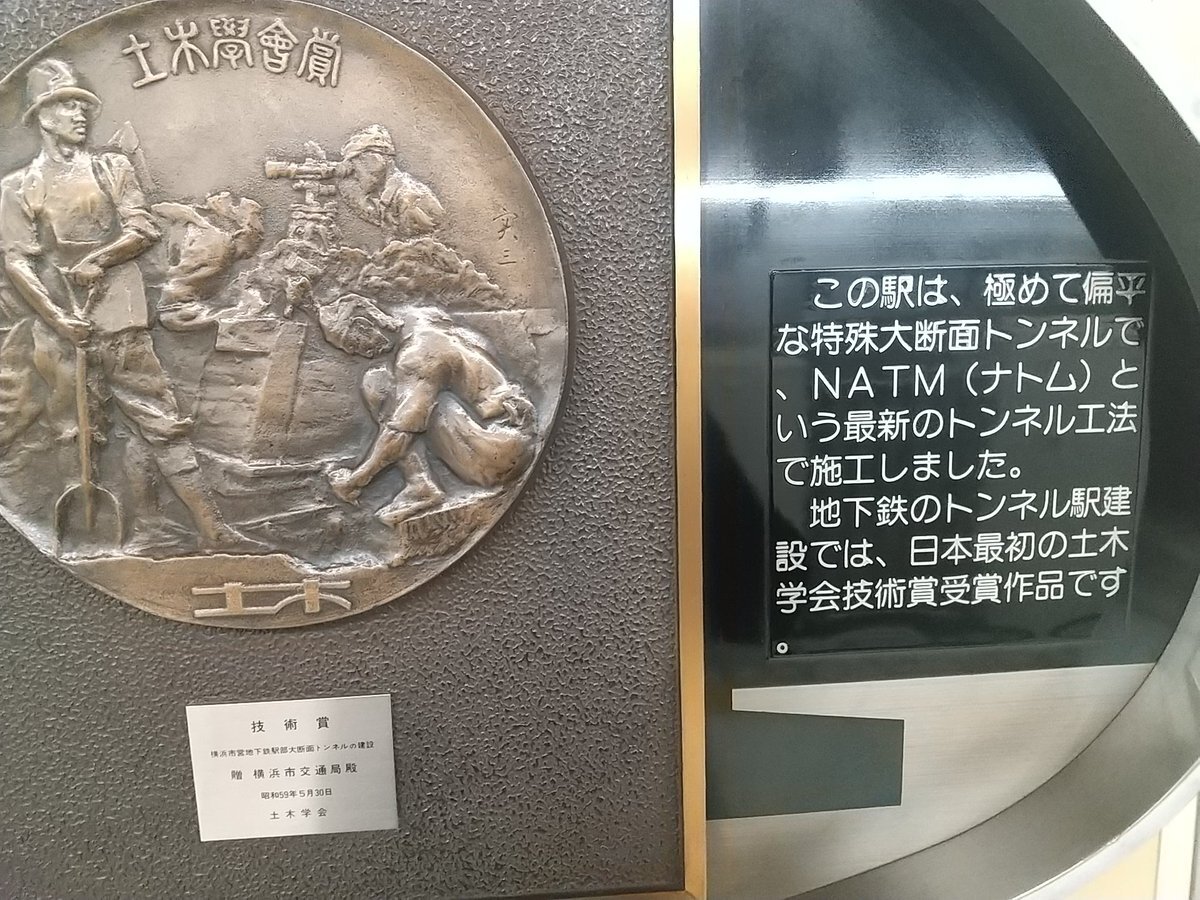 土木學會賞
土木
技術賞
横浜市営地下鉄駅部大断面トンネルの建設
贈 横浜市交通局殿
昭和59年5月30日
土木学会
この駅は、極めて偏平
な特殊大断面トンネルで
、NATM（ナトム）と
いう最新のトンネル工法
で施工しました。
地下鉄のトンネル駅建
設では、日本最初の土木
学会技術賞受賞作品です
。